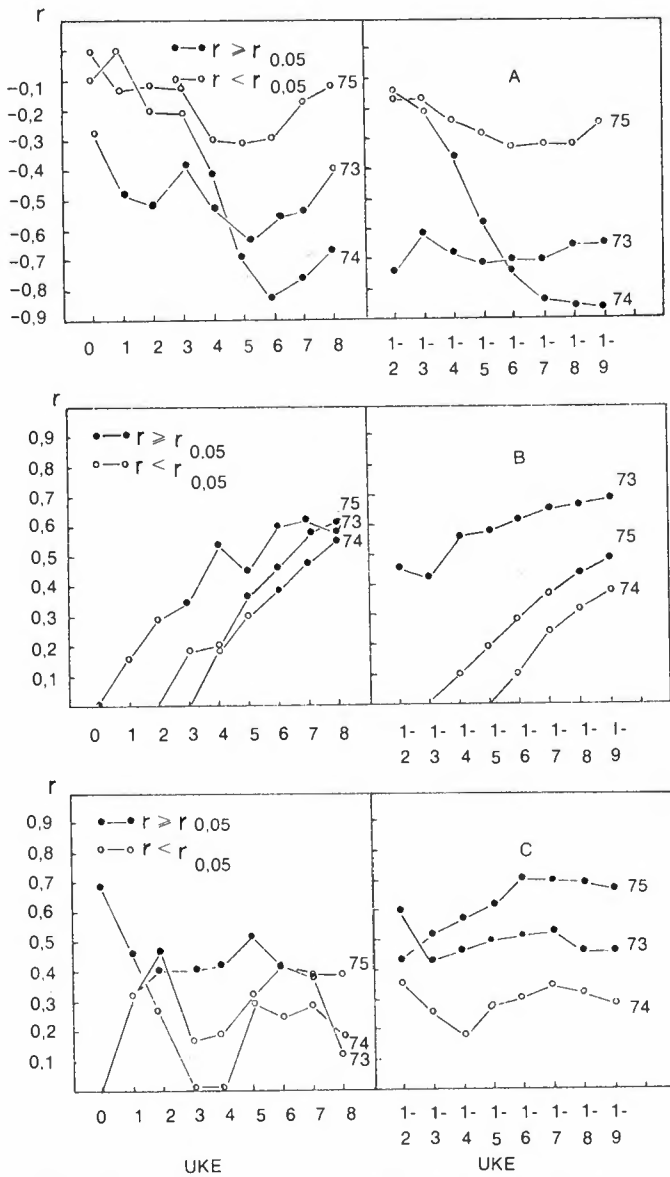 r
r ≥ r 0.05
r < r 0,05
A
-0,1
-0,2
-0,3
-0,4
-0,5
-0,6
-0,7
-0,8
-0,9
75
73
74
75
73
74
0 1 2 3 4 5 6 7 8
1-2 1-3 1-4 1-5 1-6 1-7 1-8 1-9
r
r ≥ r 0.05
r < r 0,05
B
0,9
0,8
0,7
0,6
0,5
0,4
0,3
0,2
0,1
75
73
74
73
75
74
0 1 2 3 4 5 6 7 8
1-2 1-3 1-4 1-5 1-6 1-7 1-8 1-9
r
r ≥ r 0,05
r < r 0,05
C
0,9
0,8
0,7
0,6
0,5
0,4
0,3
0,2
0,1
75
74
73
75
73
74
0 1 2 3 4 5 6 7 8
1-2 1-3 1-4 1-5 1-6 1-7 1-8 1-9
UKE
UKE